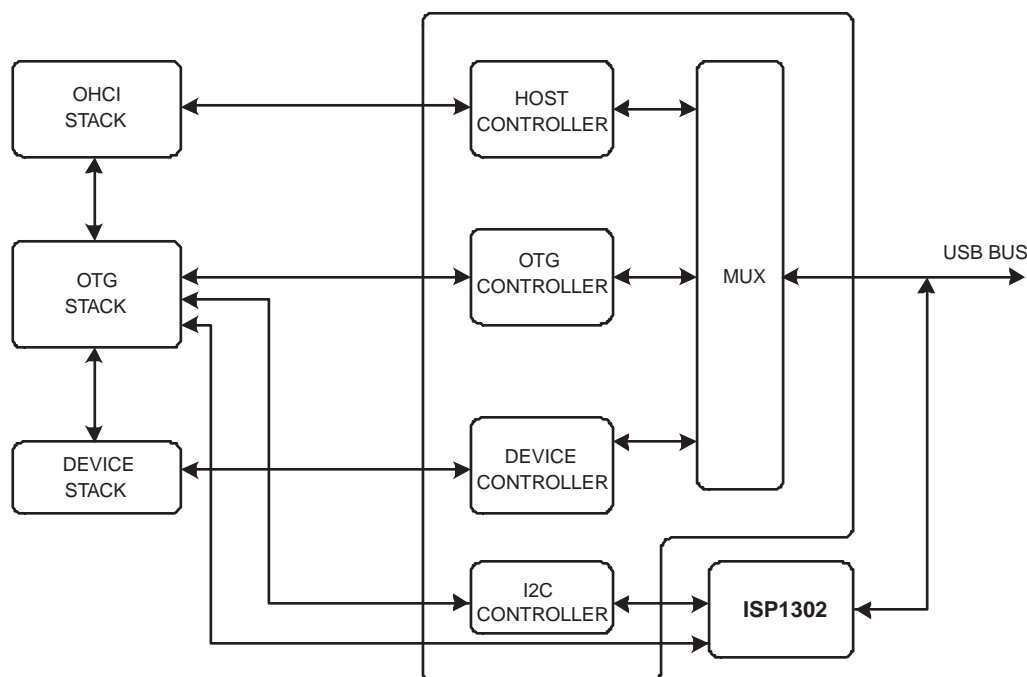 OHCI
STACK
HOST
CONTROLLER
OTG
STACK
OTG
CONTROLLER
MUX
USB BUS
DEVICE
STACK
DEVICE
CONTROLLER
I2C
CONTROLLER
ISP1302